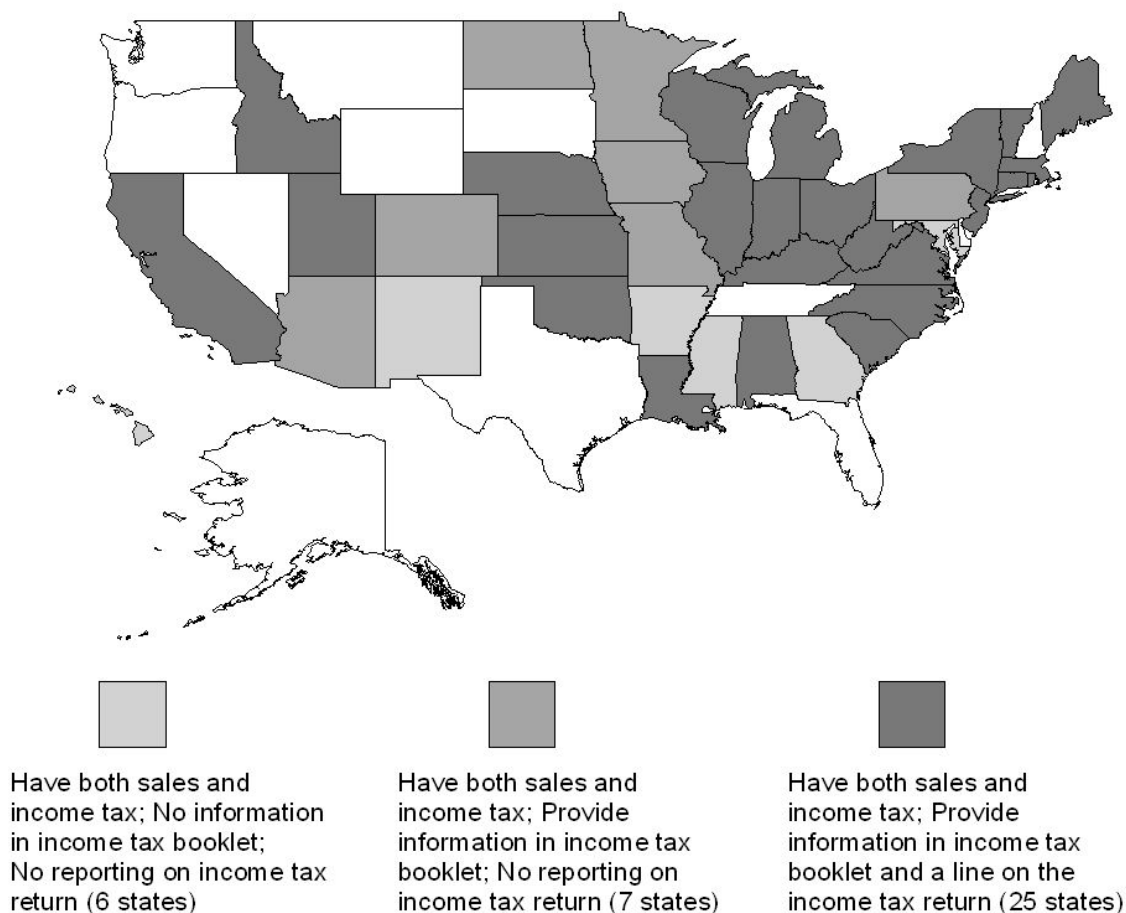 Have both sales and
income tax; No information
in income tax booklet;
No reporting on income tax
return (6 states)
Have both sales and
income tax; Provide
information in income tax
booklet; No reporting on
income tax return (7 states)
Have both sales and
income tax; Provide
information in income tax
booklet and a line on the
income tax return (25 states)